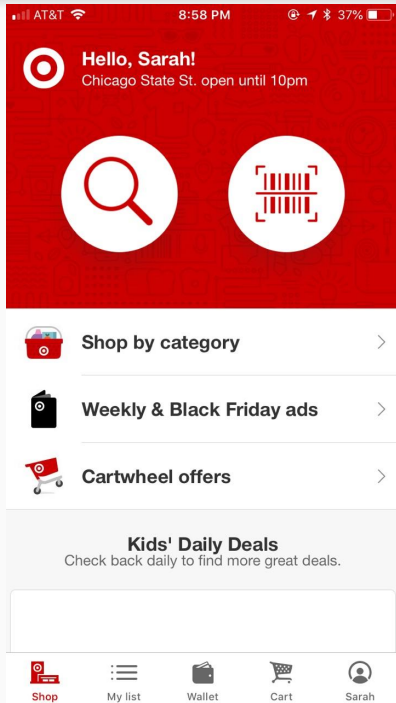 AT&T 8:58 PM 37%
Hello, Sarah!
Chicago State St. open until 10pm
Shop by category
Weekly & Black Friday ads
Cartwheel offers
Kids' Daily Deals
Check back daily to find more great deals.
Shop My list Wallet Cart Sarah